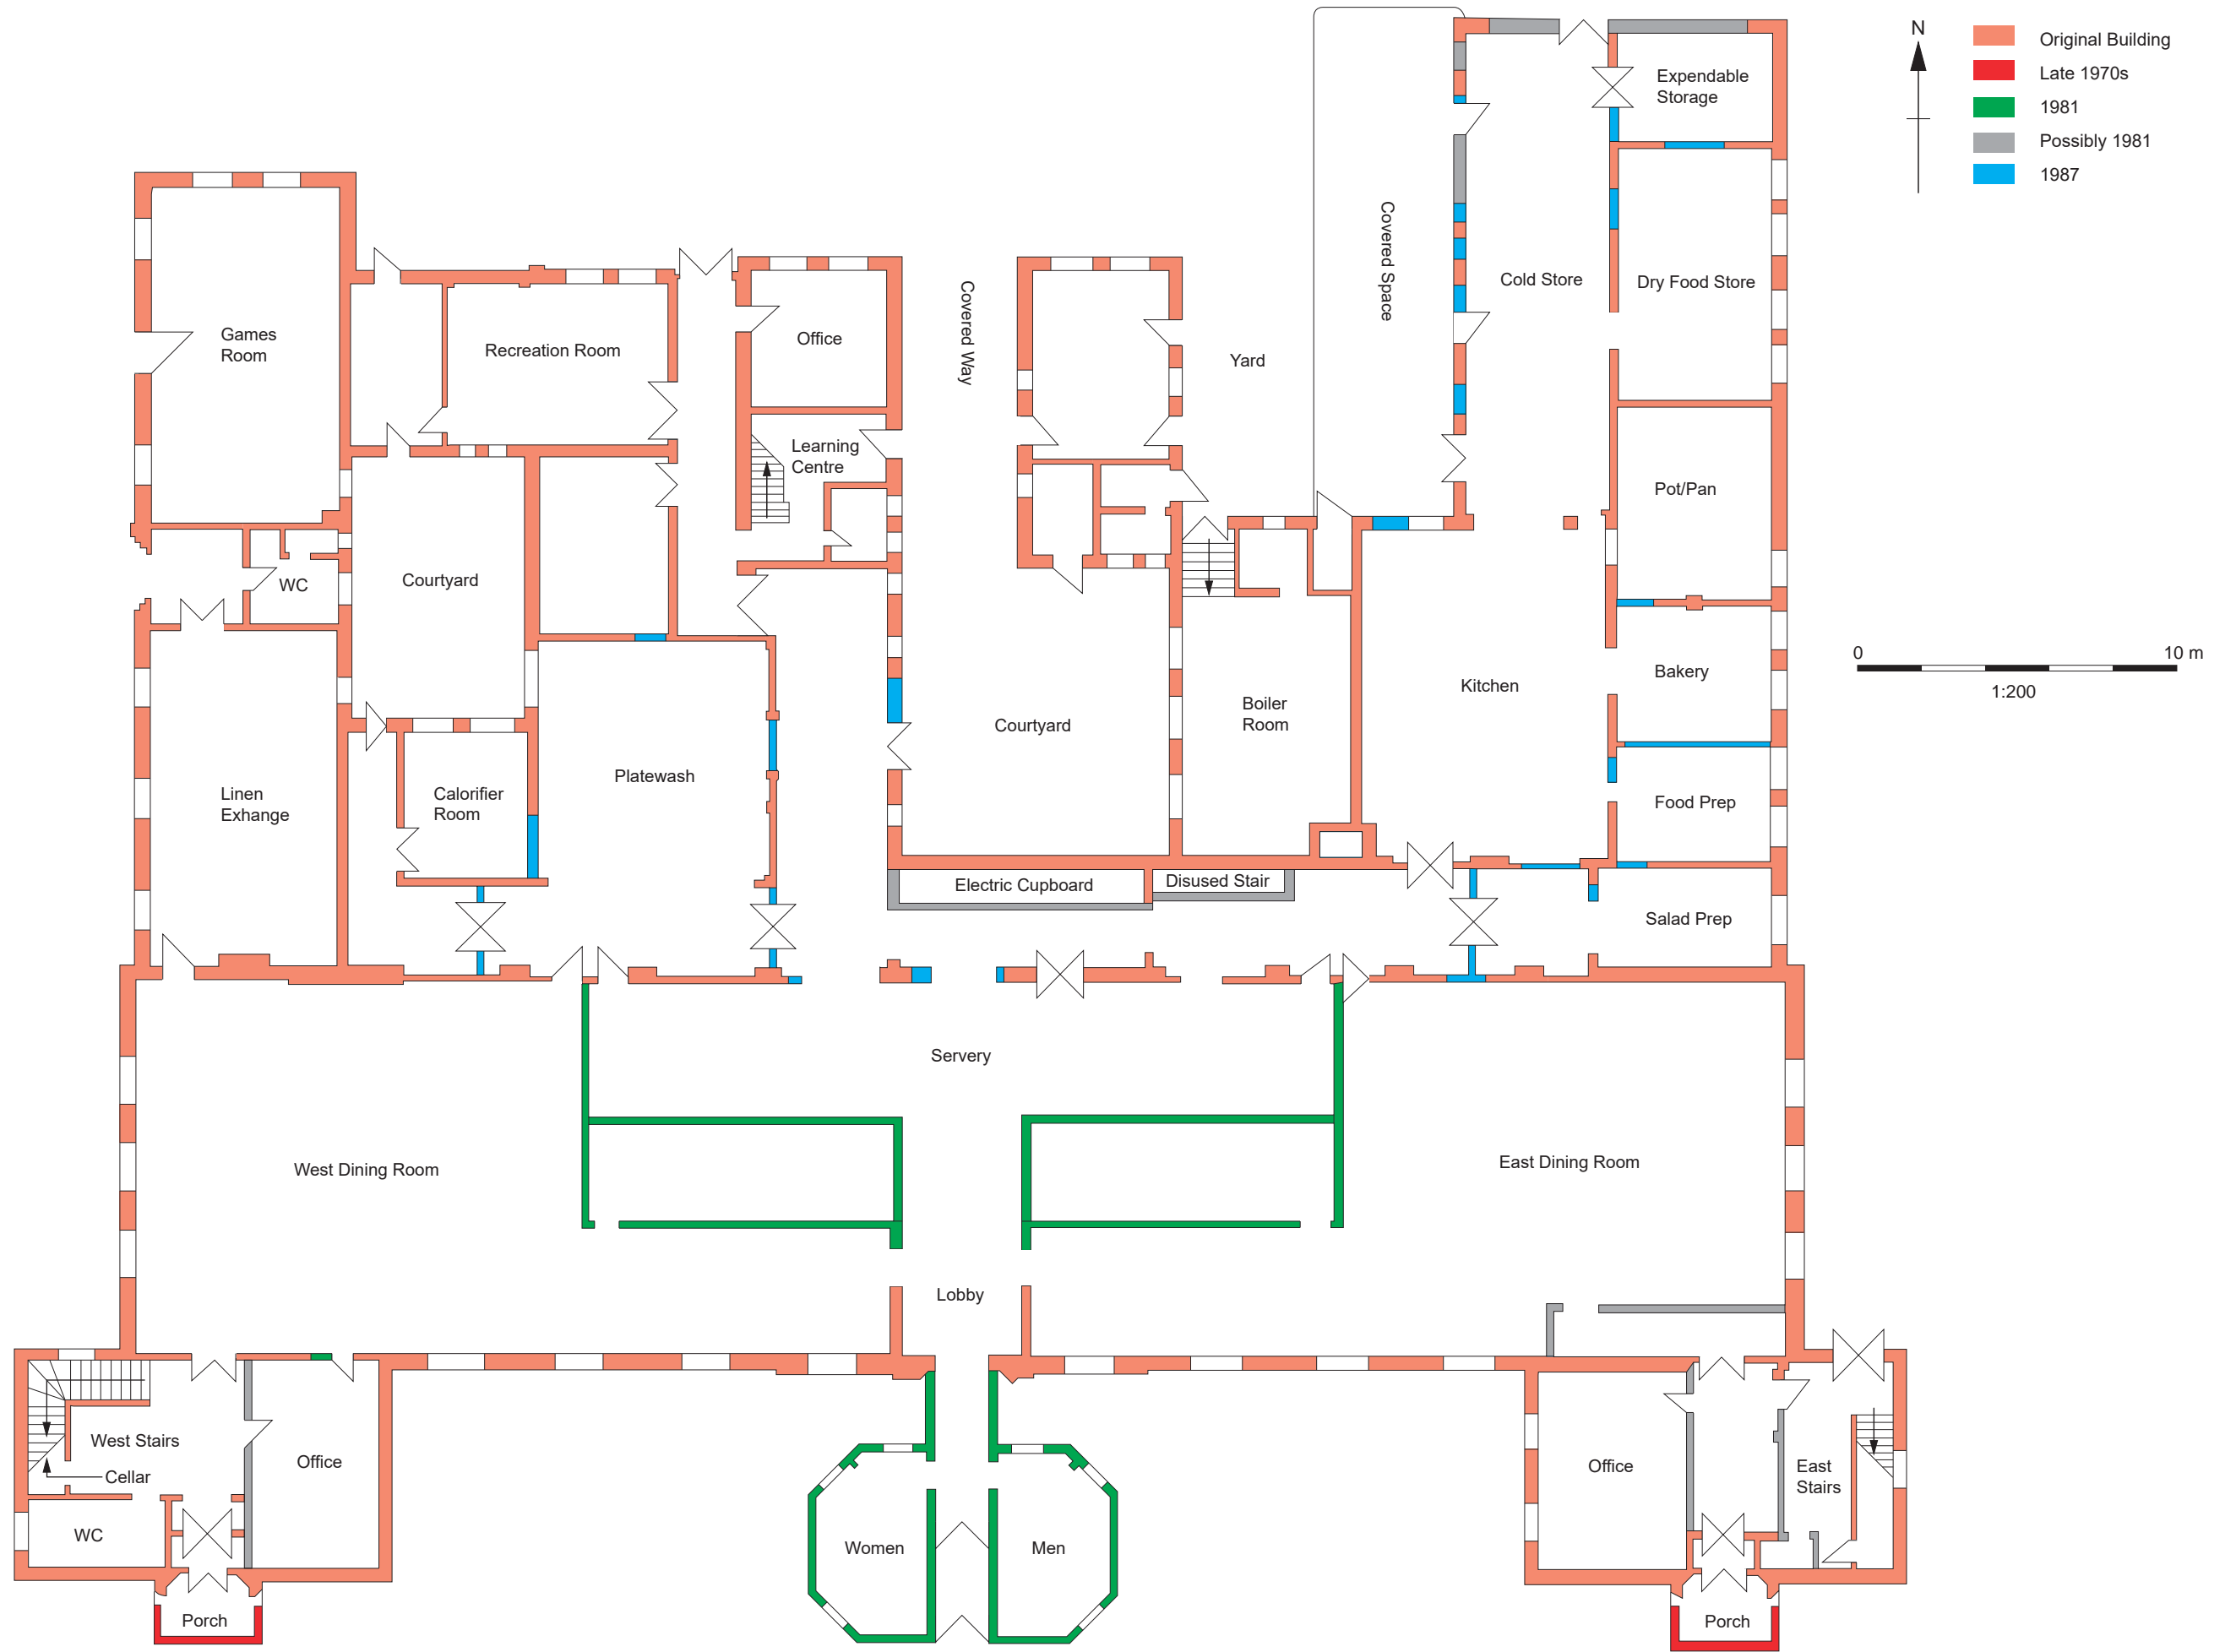 N
Original Building
Late 1970s
1981
Possibly 1981
1987
Expendable
Storage
Covered Space
Cold Store
Dry Food Store
Covered Way
Games
Room
Recreation Room
Office
Yard
Learning
Centre
Pot/Pan
WC
Courtyard
0
10 m
1:200
Bakery
Kitchen
Boiler
Room
Courtyard
Platewash
Linen
Exhange
Calorifier
Room
Food Prep
Electric Cupboard
Disused Stair
Salad Prep
Servery
West Dining Room
East Dining Room
Lobby
West Stairs
Cellar
Office
Office
East
Stairs
WC
Women
Men
Porch
Porch